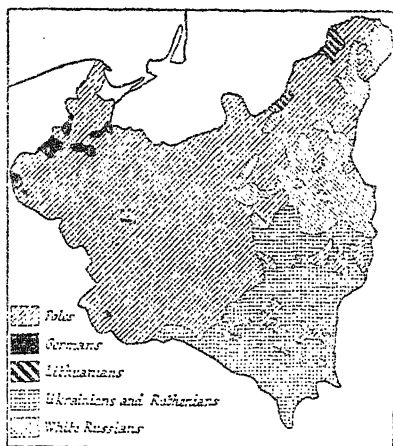 Poles
Germans
Lithuanians
Ukrainians and Ruthenians
White Russians